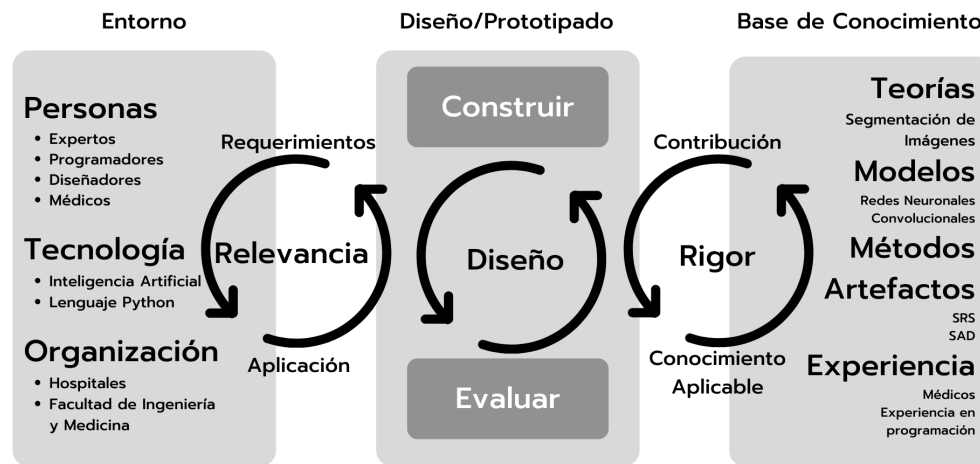 Entorno
Personas
• Expertos
• Programadores
• Diseñadores
• Médicos
Tecnología
• Inteligencia Artificial
• Lenguaje Python
Organización
• Hospitales
• Facultad de Ingeniería
y Medicina
Requerimientos
Relevancia
Aplicación
Diseño/Prototipado
Construir
Diseño
Evaluar
Contribución
Rigor
Conocimiento
Aplicable
Base de Conocimiento
Teorías
Segmentación de
Imágenes
Modelos
Redes Neuronales
Convolucionales
Métodos
Artefactos
SRS
SAD
Experiencia
Médicos
Experiencia en
programación